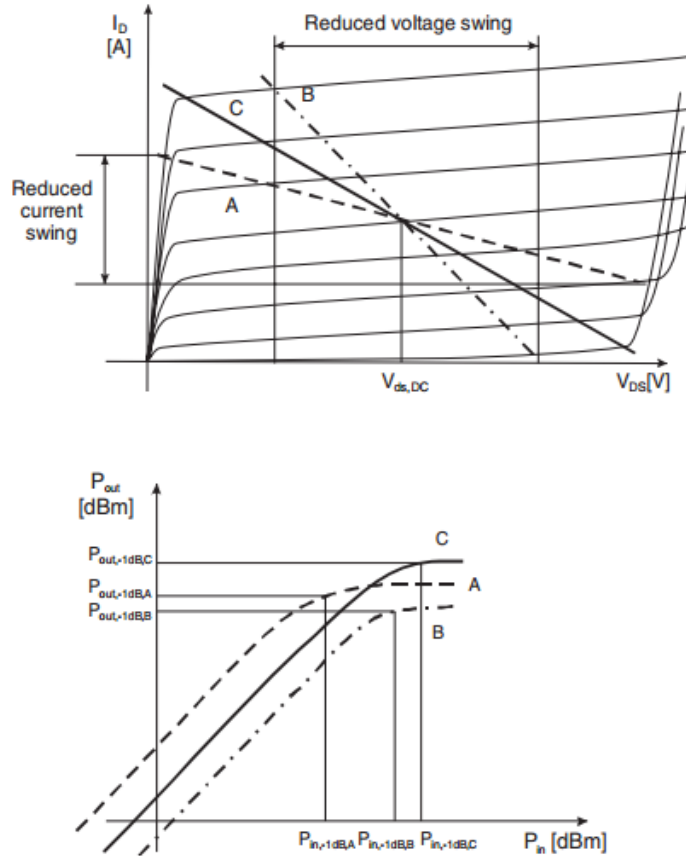 I_D
[A]
Reduced voltage swing
B
C
Reduced
current
swing
A
V_ds,DC
V_DS[V]
P_out
[dBm]
C
P_out,-1dB,C
P_out,-1dB,A
A
P_out,-1dB,B
B
P_in,-1dB,A P_in,-1dB,B P_in,-1dB,C
P_in [dBm]